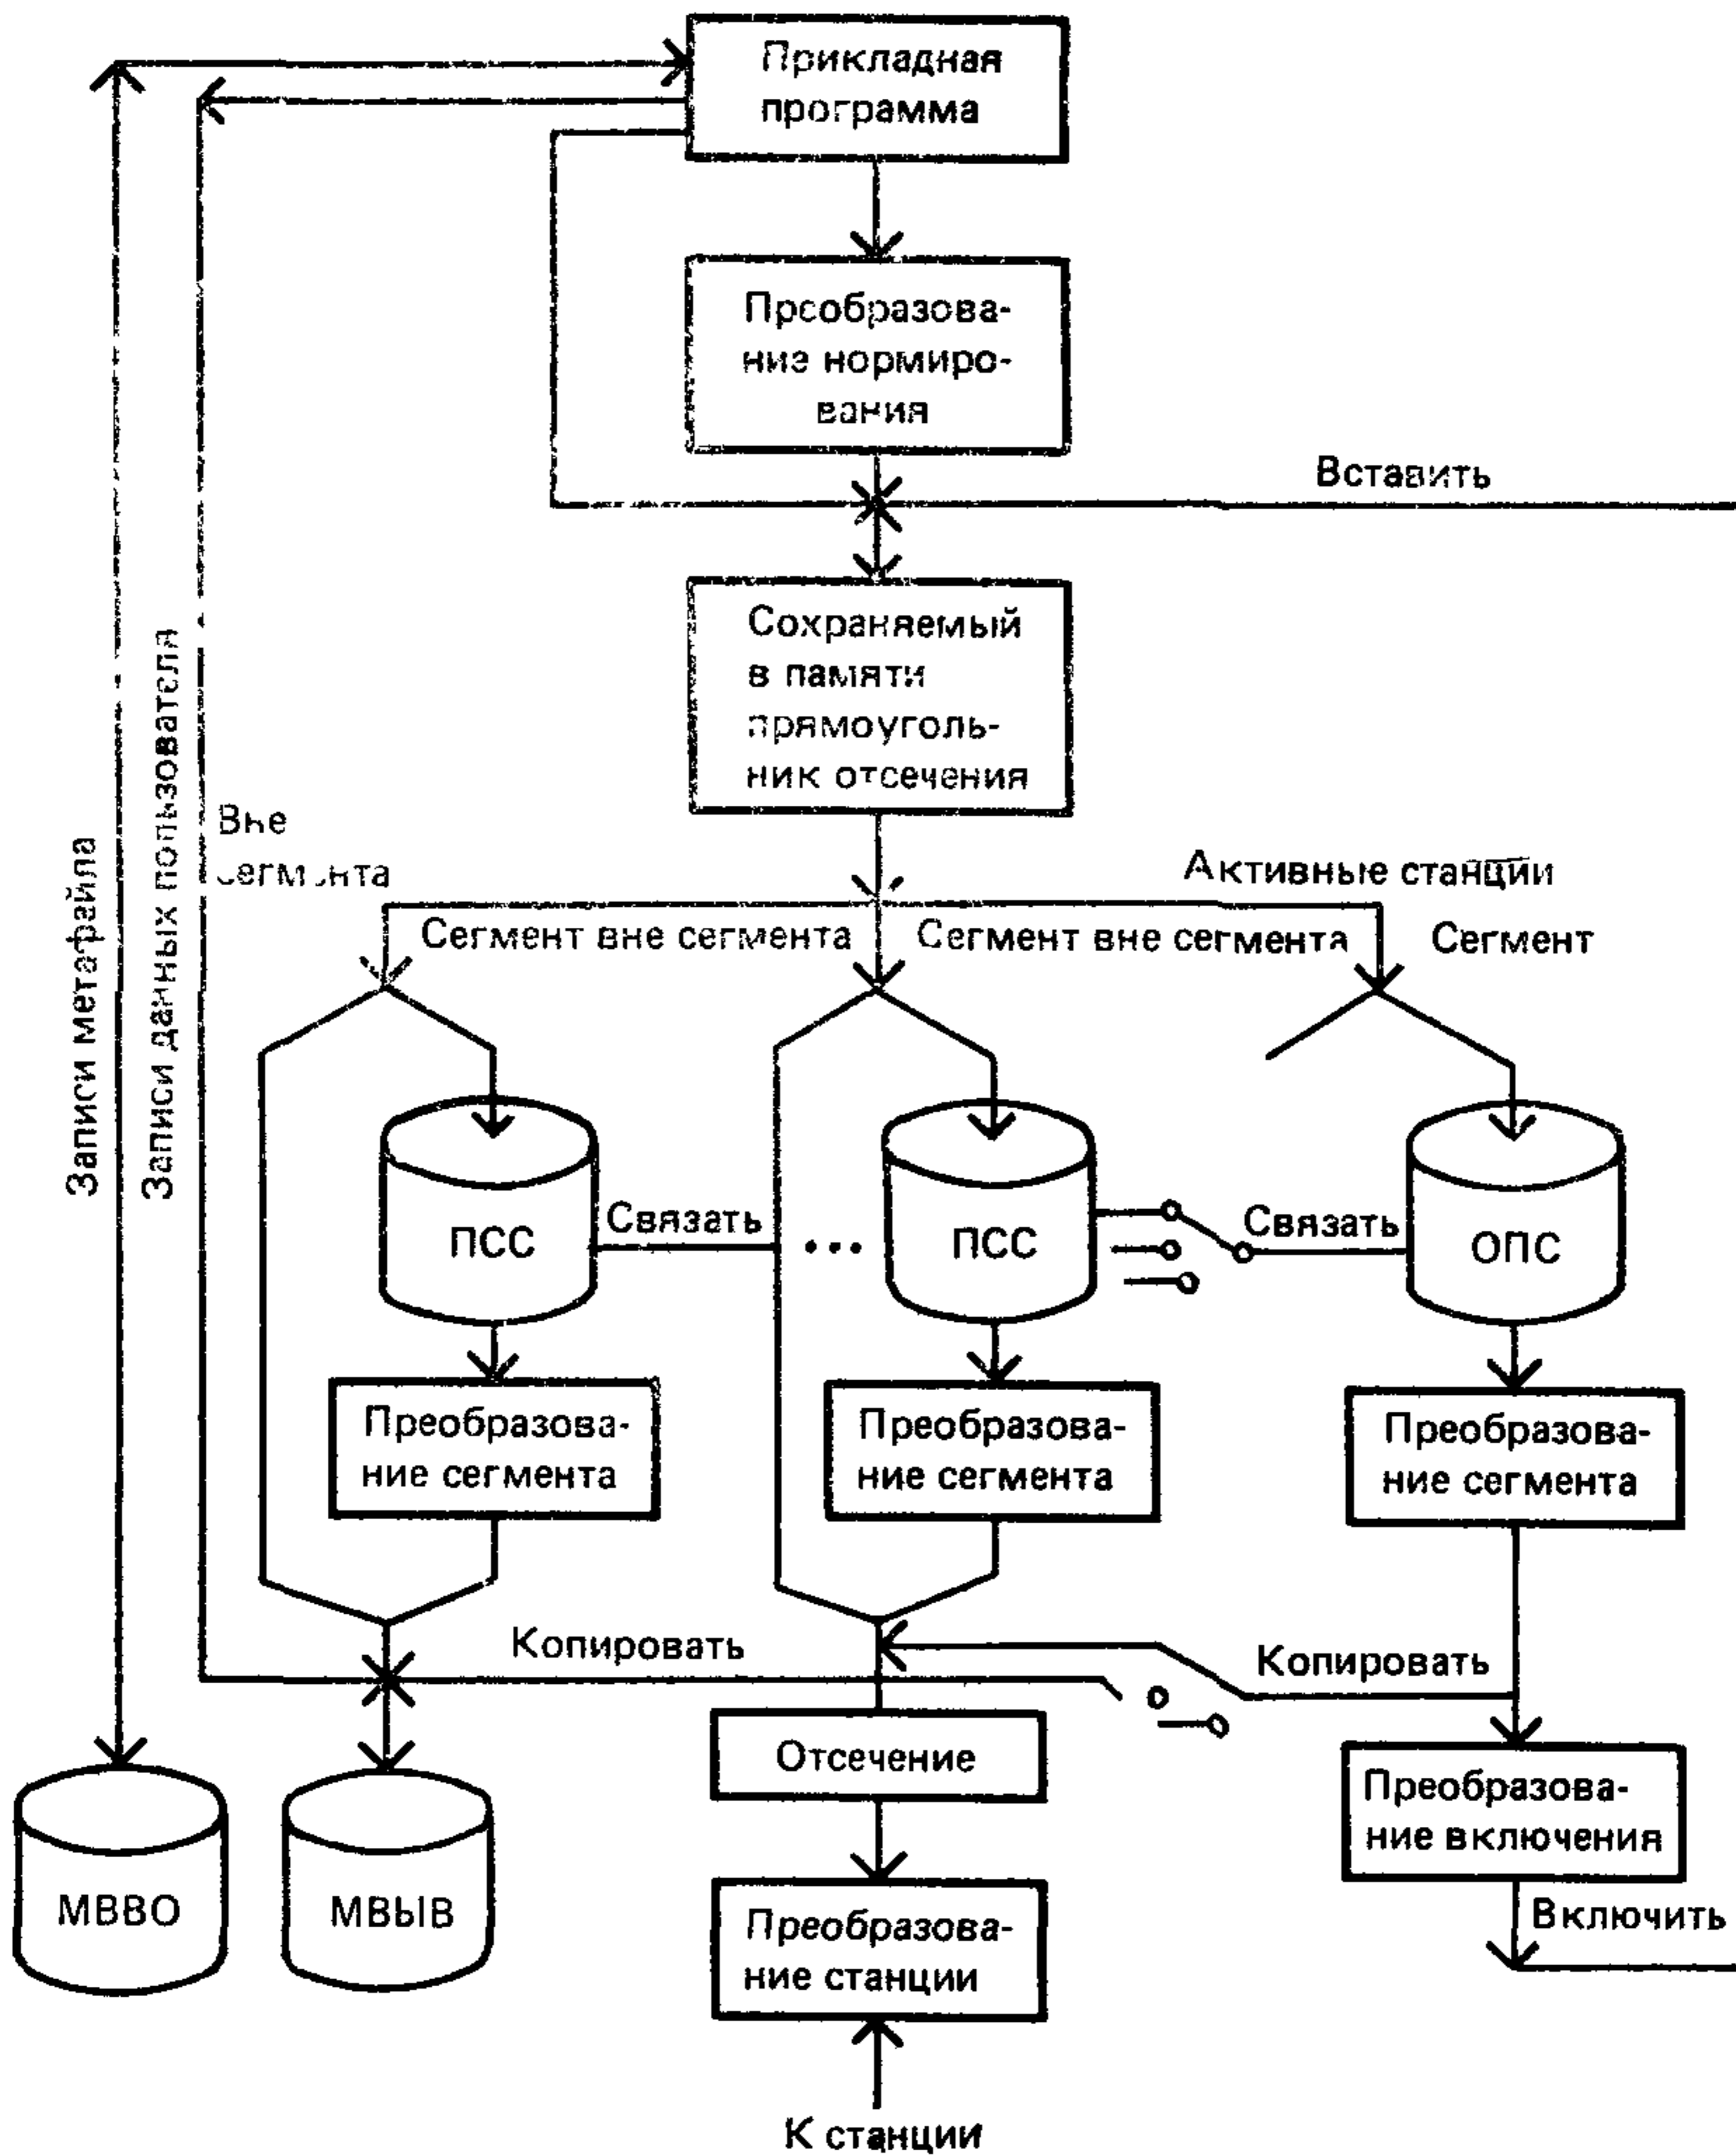 Прикладная
программа
Преобразова-
ние нормиро-
вания
Вставить
Сохраняемый
в памяти
прямоуголь-
ник отсечения
Записи метафайла
Записи данных пользователя
Вне
сегмента
Активные станции
Сегмент вне сегмента
Сегмент вне сегмента
Сегмент
ПСС
Связать
...
ПСС
Связать
ОПС
Преобразова-
ние сегмента
Преобразова-
ние сегмента
Преобразова-
ние сегмента
Копировать
Копировать
Отсечение
Преобразова-
ние включения
МВВО
МВЫВ
Преобразова-
ние станции
Включить
К станции